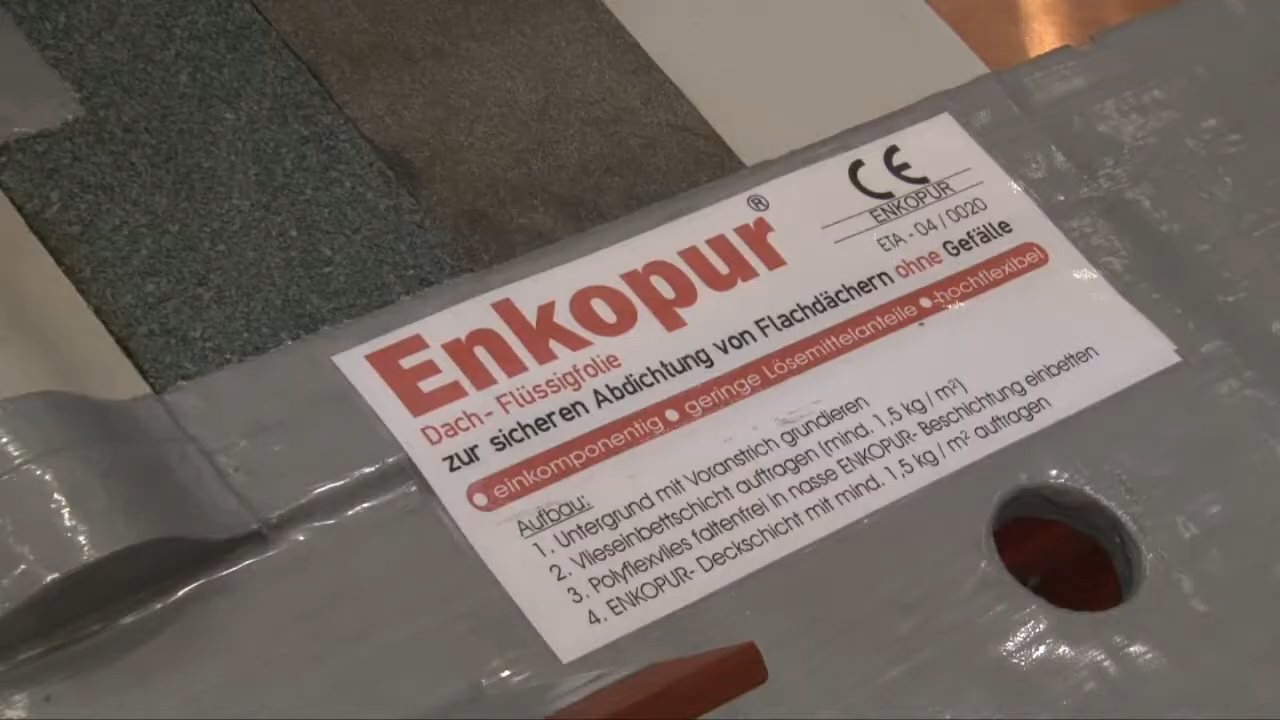 Enkopur®
CE
ENKOPUR
ETA - 04 / 0020
Dach- Flüssigfolie
zur sicheren Abdichtung von Flachdächern ohne Gefälle
• einkomponentig • geringe Lösemittelanteile •-hochflexibel
Aufbau:
1. Untergrund mit Voranstrich grundieren
2. Vlieseinbettschicht auftragen (mind. 1,5 kg / m²)
3. Polyflexvlies faltenfrei in nasse ENKOPUR- Beschichtung einbetten
4. ENKOPUR- Deckschicht mit mind. 1,5 kg / m² auftragen